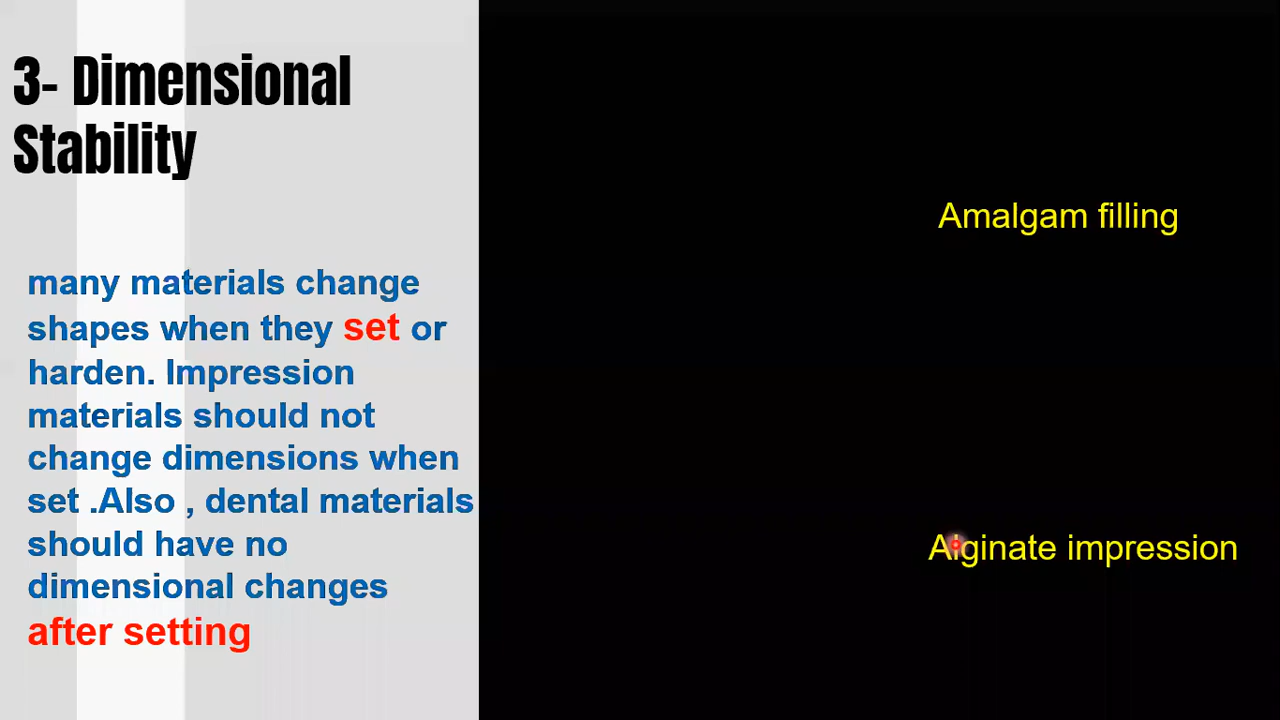 3- Dimensional
Stability
many materials change
shapes when they set or
harden. Impression
materials should not
change dimensions when
set .Also , dental materials
should have no
dimensional changes
after setting
Amalgam filling
Alginate impression